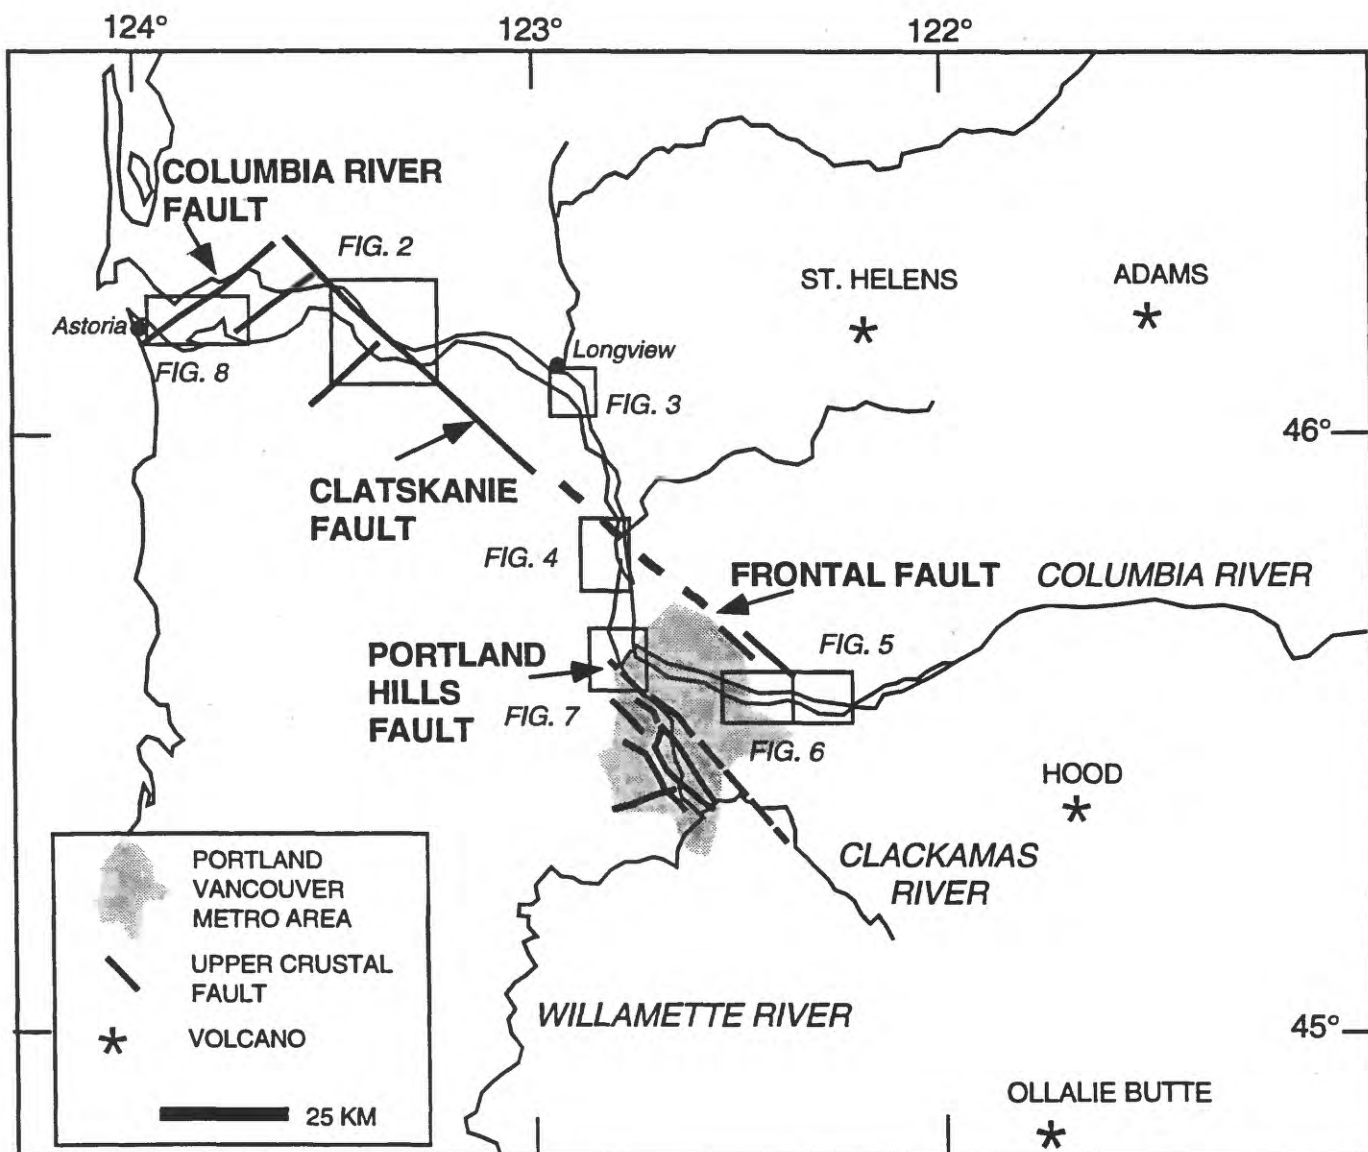 124°
123°
122°
COLUMBIA RIVER
FAULT
FIG. 2
ST. HELENS
ADAMS
Astoria
Longview
FIG. 8
FIG. 3
46°
CLATSKANIE
FAULT
FIG. 4
FRONTAL FAULT
COLUMBIA RIVER
PORTLAND
HILLS
FAULT
FIG. 5
FIG. 7
FIG. 6
HOOD
CLACKAMAS
RIVER
PORTLAND
VANCOUVER
METRO AREA
UPPER CRUSTAL
FAULT
VOLCANO
25 KM
WILLAMETTE RIVER
45°
OLLALIE BUTTE